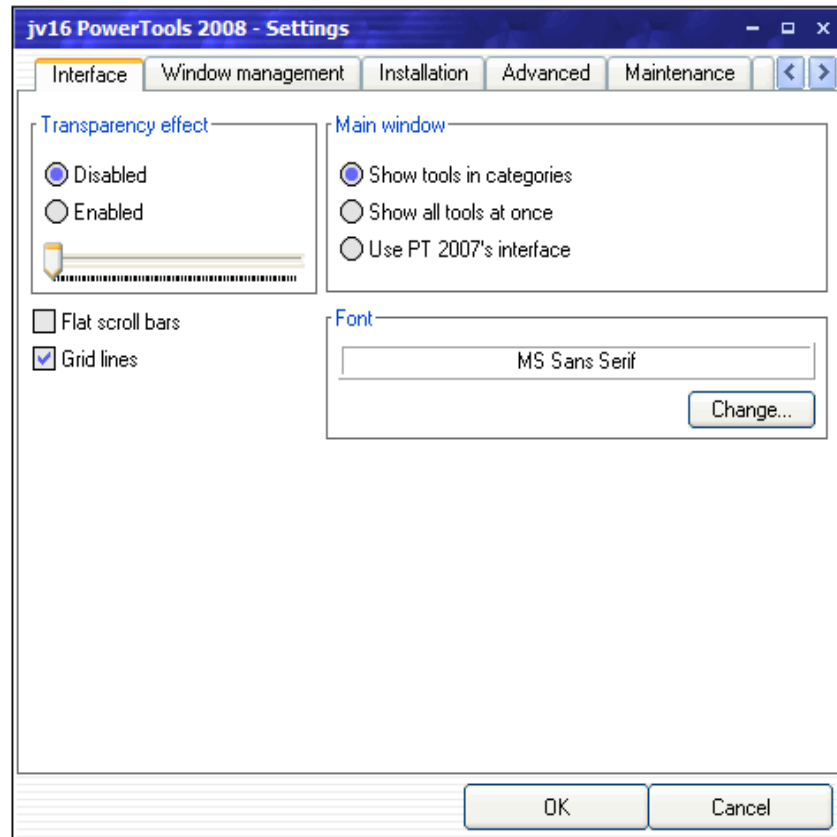 jv16 PowerTools 2008 - Settings
Interface
Window management
Installation
Advanced
Maintenance
Transparency effect
Disabled
Enabled
Main window
Show tools in categories
Show all tools at once
Use PT 2007's interface
Flat scroll bars
Grid lines
Font
MS Sans Serif
Change...
OK
Cancel